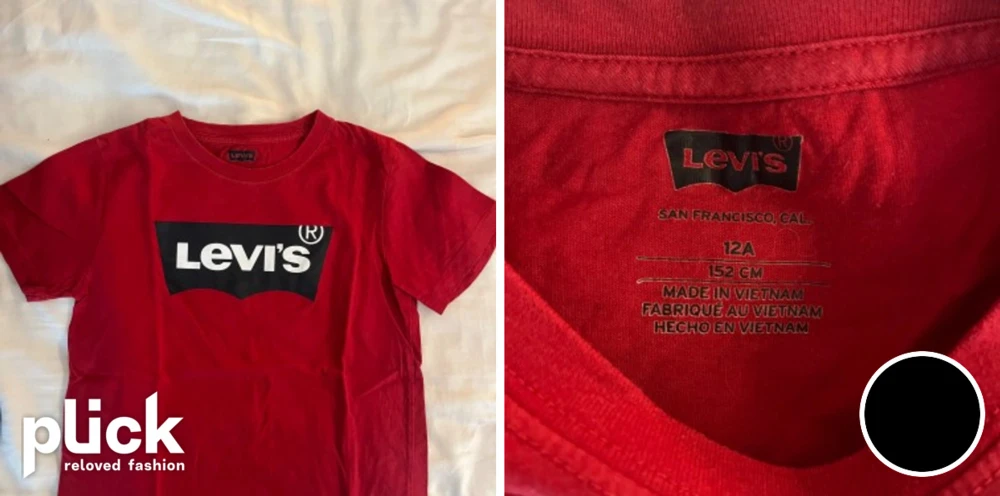 LEVI'S
LEVI'S ®
plick
reloved fashion
LEVI'S ®
SAN FRANCISCO, CAL.
12A
152 CM
MADE IN VIETNAM
FABRIQUÉ AU VIETNAM
HECHO EN VIETNAM